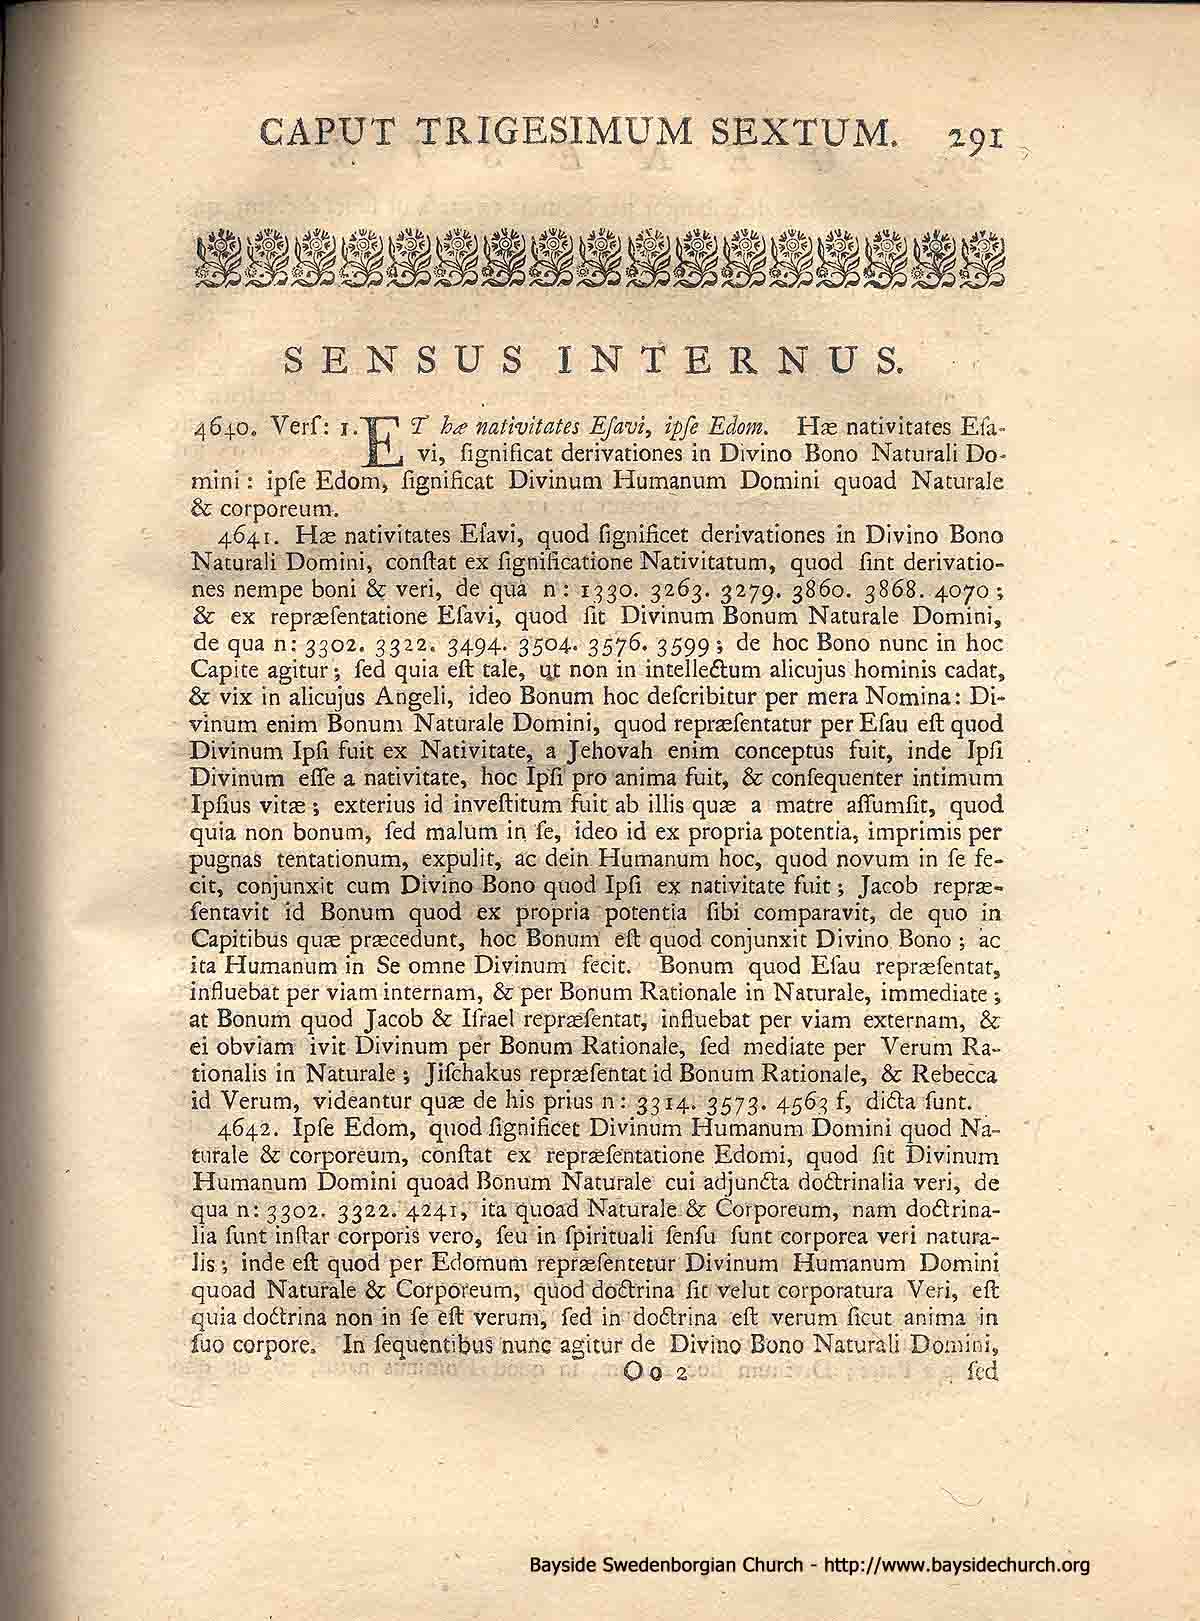 CAPUT TRIGESIMUM SEXTUM. 291
SENSUS INTERNUS.
4640. Verſ: 1. ET hæ nativitates Eſavi, ipſe Edom. Hæ nativitates Eſa-
vi, ſignificat derivationes in Divino Bono Naturali Do-
mini : ipſe Edom, ſignificat Divinum Humanum Domini quoad Naturale
& corporeum.
4641. Hæ nativitates Eſavi, quod ſignificet derivationes in Divino Bono
Naturali Domini, conſtat ex ſignificatione Nativitatum, quod ſint derivatio-
nes nempe boni & veri, de qua n : 1330. 3263. 3279. 3860. 3868. 4070 ;
& ex repræſentatione Eſavi, quod ſit Divinum Bonum Naturale Domini,
de qua n: 3302. 3322. 3494. 3504. 3576. 3599 ; de hoc Bono nunc in hoc
Capite agitur ; ſed quia eſt tale, ut non in intellectum alicujus hominis cadat,
& vix in alicujus Angeli, ideo Bonum hoc deſcribitur per mera Nomina: Di-
vinum enim Bonum Naturale Domini, quod repræſentatur per Eſau eſt quod
Divinum Ipſi fuit ex Nativitate, a Jehovah enim conceptus fuit, inde Ipſi
Divinum eſſe a nativitate, hoc Ipſi pro anima fuit, & conſequenter intimum
Ipſius vitæ ; exterius id inveſtitum fuit ab illis quæ a matre aſſumſit, quod
quia non bonum, ſed malum in ſe, ideo id ex propria potentia, imprimis per
pugnas tentationum, expulit, ac dein Humanum hoc, quod novum in ſe fe-
cit, conjunxit cum Divino Bono quod Ipſi ex nativitate fuit ; Jacob repræ-
ſentavit id Bonum quod ex propria potentia ſibi comparavit, de quo in
Capitibus quæ præcedunt, hoc Bonum eſt quod conjunxit Divino Bono ; ac
ita Humanum in Se omne Divinum fecit. Bonum quod Eſau repræſentat,
influebat per viam internam, & per Bonum Rationale in Naturale, immediate ;
at Bonum quod Jacob & Iſrael repræſentat, influebat per viam externam, &
ei obviam ivit Divinum per Bonum Rationale, ſed mediate per Verum Ra-
tionalis in Naturale ; Jiſchakus repræſentat id Bonum Rationale, & Rebecca
id Verum, videantur quæ de his prius n : 3314. 3573. 4563 f, dicta ſunt.
4642. Ipſe Edom, quod ſignificet Divinum Humanum Domini quod Na-
turale & corporeum, conſtat ex repræſentatione Edomi, quod ſit Divinum
Humanum Domini quoad Bonum Naturale cui adjuncta doctrinalia veri, de
qua n: 3302. 3322. 4241, ita quoad Naturale & Corporeum, nam doctrina-
lia ſunt inſtar corporis vero, ſeu in ſpirituali ſenſu ſunt corporea veri natura-
lis ; inde eſt quod per Edomum repræſentetur Divinum Humanum Domini
quoad Naturale & Corporeum, quod doctrina ſit velut corporatura Veri, eſt
quia doctrina non in ſe eſt verum, ſed in doctrina eſt verum ſicut anima in
ſuo corpore. In ſequentibus nunc agitur de Divino Bono Naturali Domini,
Oo 2 ſed
Bayside Swedenborgian Church - http://www.baysidechurch.org